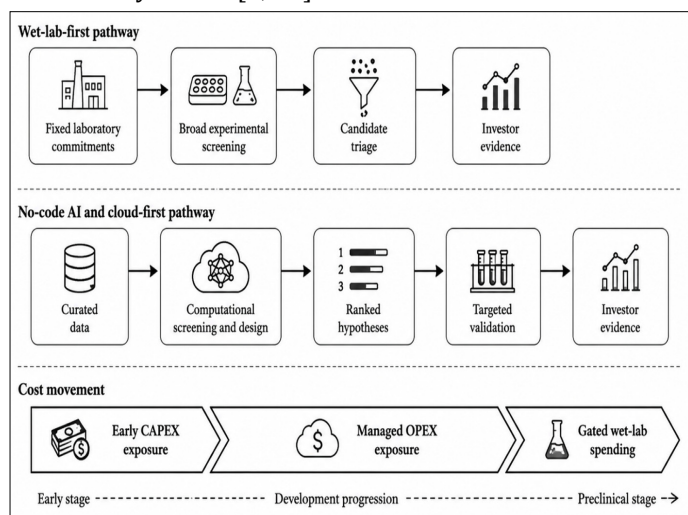 Wet-lab-first pathway
Fixed laboratory
commitments
Broad experimental
screening
Candidate
triage
Investor
evidence
No-code AI and cloud-first pathway
Curated
data
Computational
screening and design
1
2
3
Ranked
hypotheses
Targeted
validation
Investor
evidence
Cost movement
$
Early CAPEX
exposure
$
Managed OPEX
exposure
Gated wet-lab
spending
Early stage
Development progression
Preclinical stage